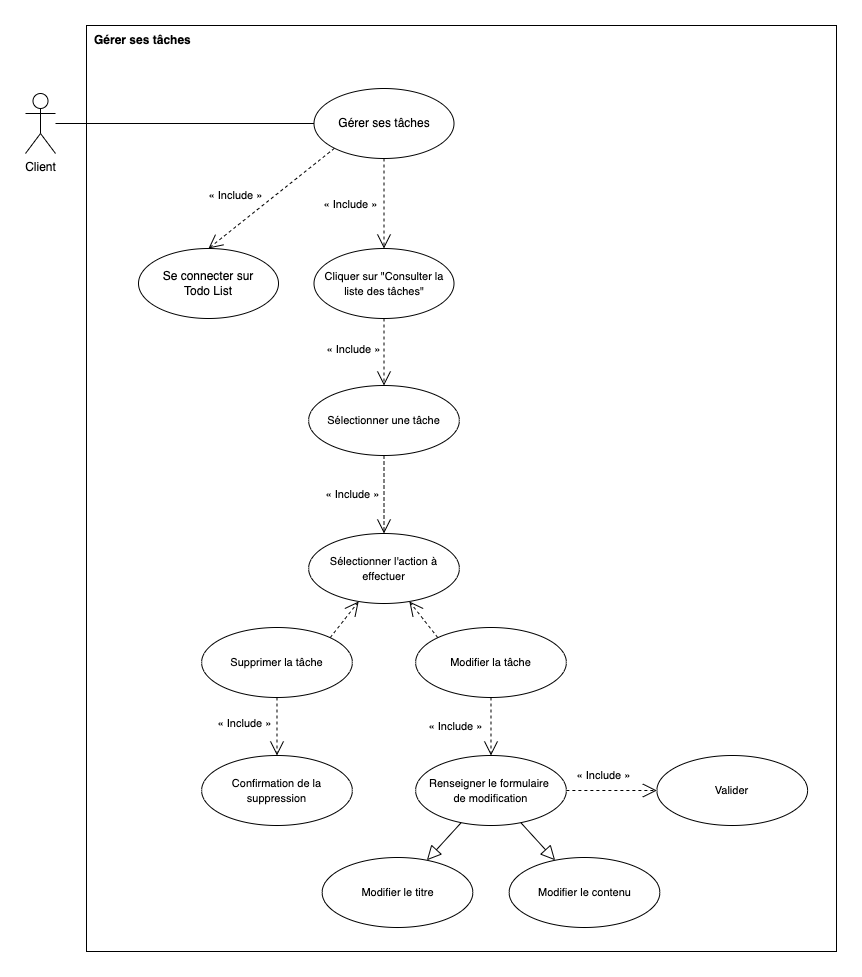 Gérer ses tâches
Client
Gérer ses tâches
« Include »
« Include »
Se connecter sur
Todo List
Cliquer sur "Consulter la
liste des tâches"
« Include »
Sélectionner une tâche
« Include »
Sélectionner l'action à
effectuer
Supprimer la tâche
Modifier la tâche
« Include »
« Include »
Confirmation de la
suppression
Renseigner le formulaire
de modification
« Include »
Valider
Modifier le titre
Modifier le contenu